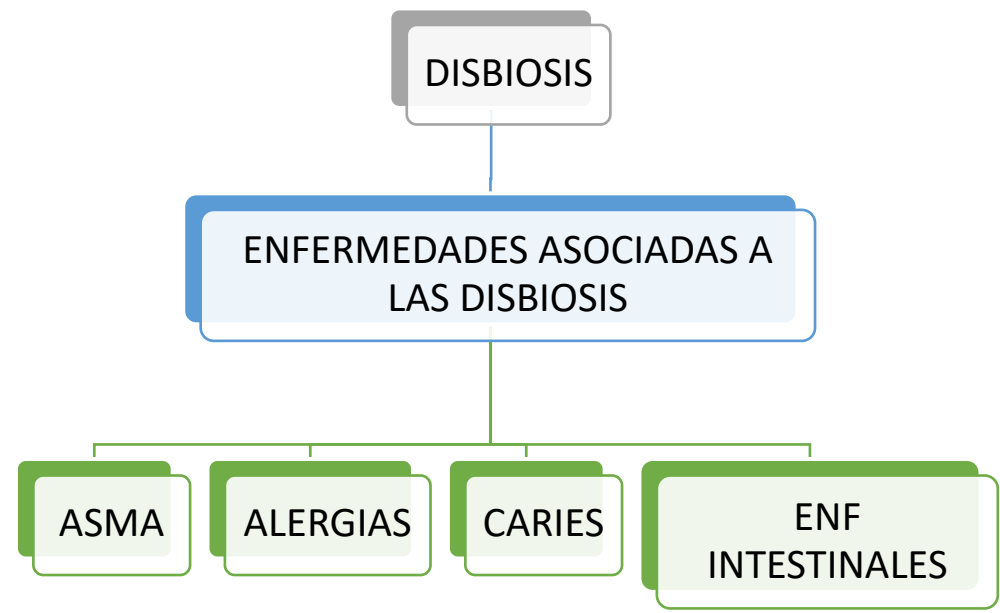 DISBIOSIS
ENFERMEDADES ASOCIADAS A
LAS DISBIOSIS
ASMA
ALERGIAS
CARIES
ENF
INTESTINALES